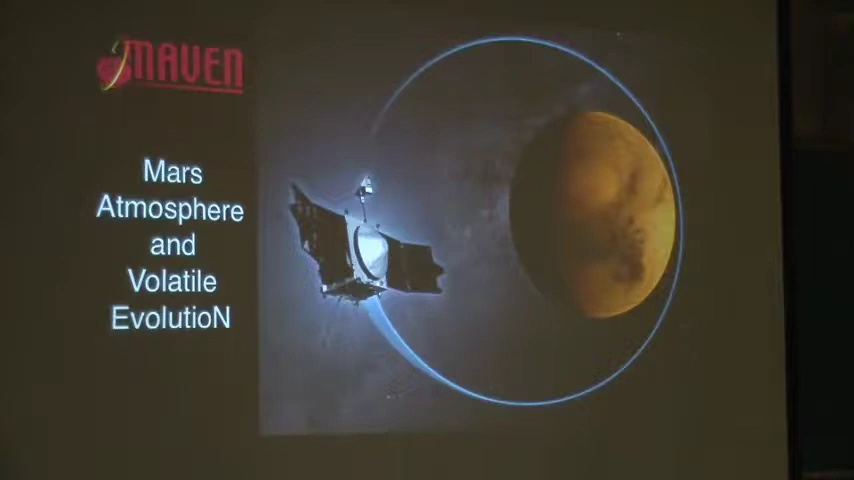 MAVEN
Mars
Atmosphere
and
Volatile
EvolutioN